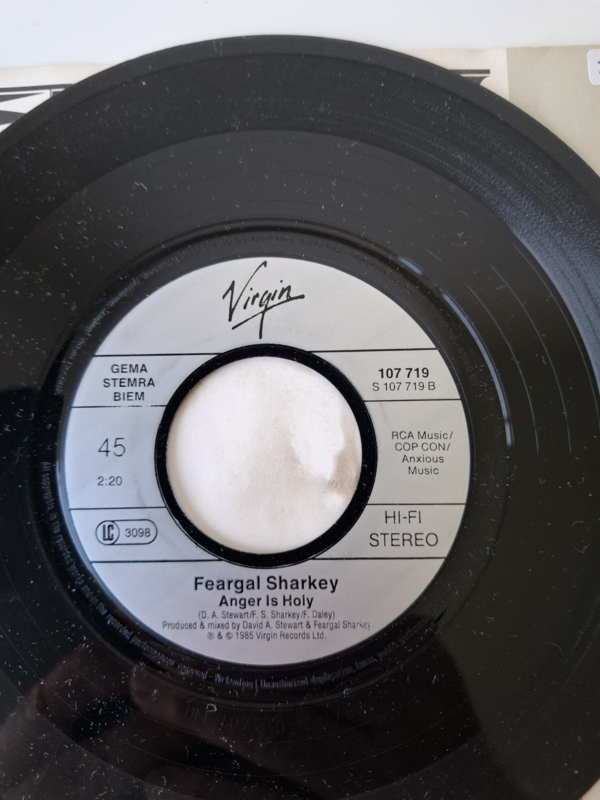 Virgin
GEMA
STEMRA
BIEM
107 719
S 107 719 B
45
2:20
RCA Music/
COP CON/
Anxious
Music
LC 3098
HI-FI
STEREO
Feargal Sharkey
Anger Is Holy
(D. A. Stewart/F. S. Sharkey/F. Daley)
Produced & mixed by David A. Stewart & Feargal Sharkey
℗ & © 1985 Virgin Records Ltd.